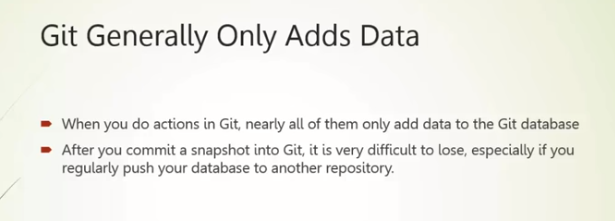 Git Generally Only Adds Data
When you do actions in Git, nearly all of them only add data to the Git database
After you commit a snapshot into Git, it is very difficult to lose, especially if you
regularly push your database to another repository.